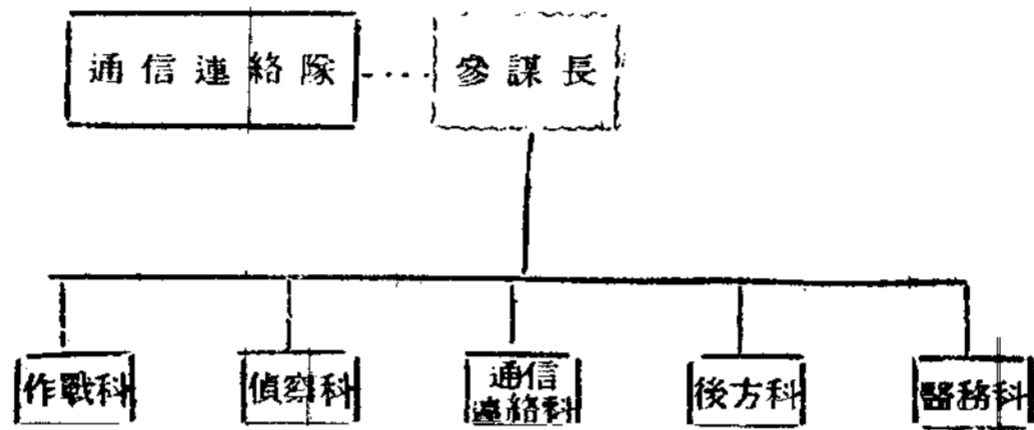 通信連絡隊
參謀長
作戰科
偵察科
通信
連絡科
後方科
醫務科